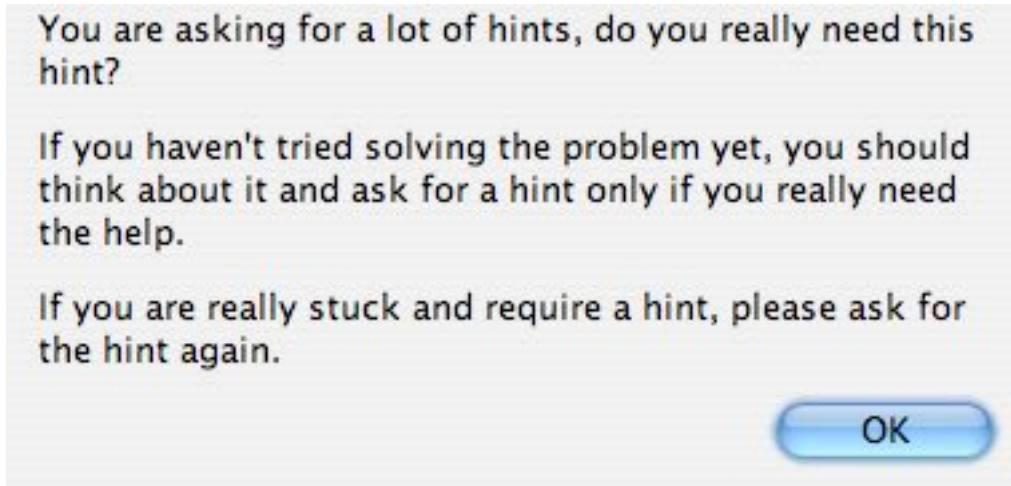 You are asking for a lot of hints, do you really need this
hint?
If you haven't tried solving the problem yet, you should
think about it and ask for a hint only if you really need
the help.
If you are really stuck and require a hint, please ask for
the hint again.
OK